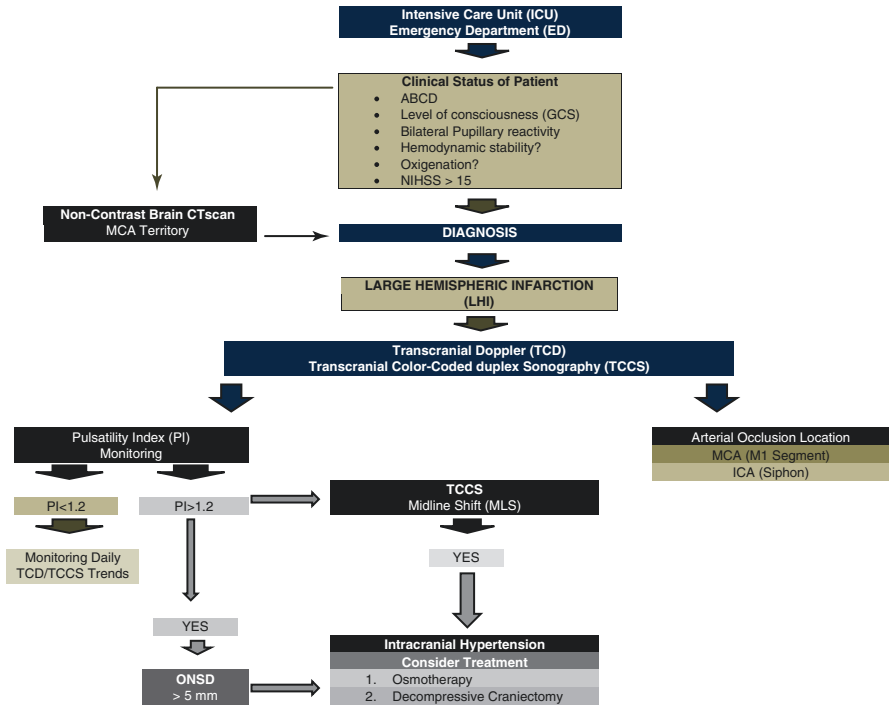 Intensive Care Unit (ICU)
Emergency Department (ED)
Clinical Status of Patient
• ABCD
• Level of consciousness (GCS)
• Bilateral Pupillary reactivity
• Hemodynamic stability?
• Oxigenation?
• NIHSS > 15
Non-Contrast Brain CTscan
MCA Territory
DIAGNOSIS
LARGE HEMISPHERIC INFARCTION
(LHI)
Transcranial Doppler (TCD)
Transcranial Color-Coded duplex Sonography (TCCS)
Pulsatility Index (PI)
Monitoring
Arterial Occlusion Location
MCA (M1 Segment)
ICA (Siphon)
PI<1.2
PI>1.2
TCCS
Midline Shift (MLS)
Monitoring Daily
TCD/TCCS Trends
YES
YES
ONSD
> 5 mm
Intracranial Hypertension
Consider Treatment
1. Osmotherapy
2. Decompressive Craniectomy